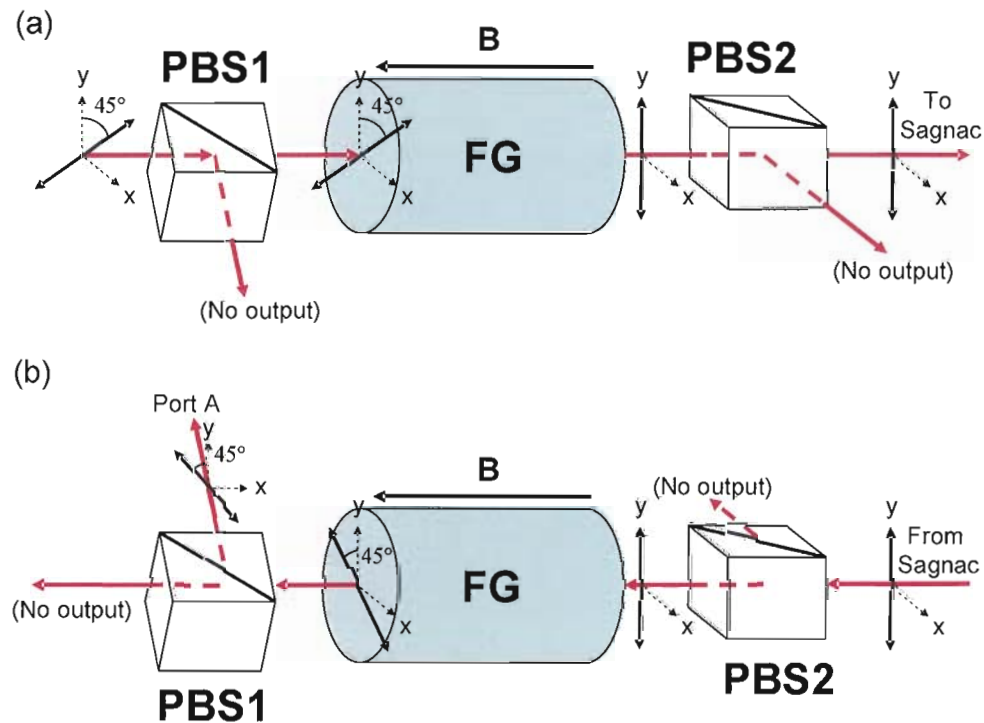 (a)
B
PBS1
PBS2
y
45°
x
y
45°
x
FG
y
x
y
To
Sagnac
x
(No output)
(No output)
(b)
Port A
y
45°
x
B
(No output)
y
45°
x
FG
y
x
y
From
Sagnac
x
(No output)
PBS1
PBS2